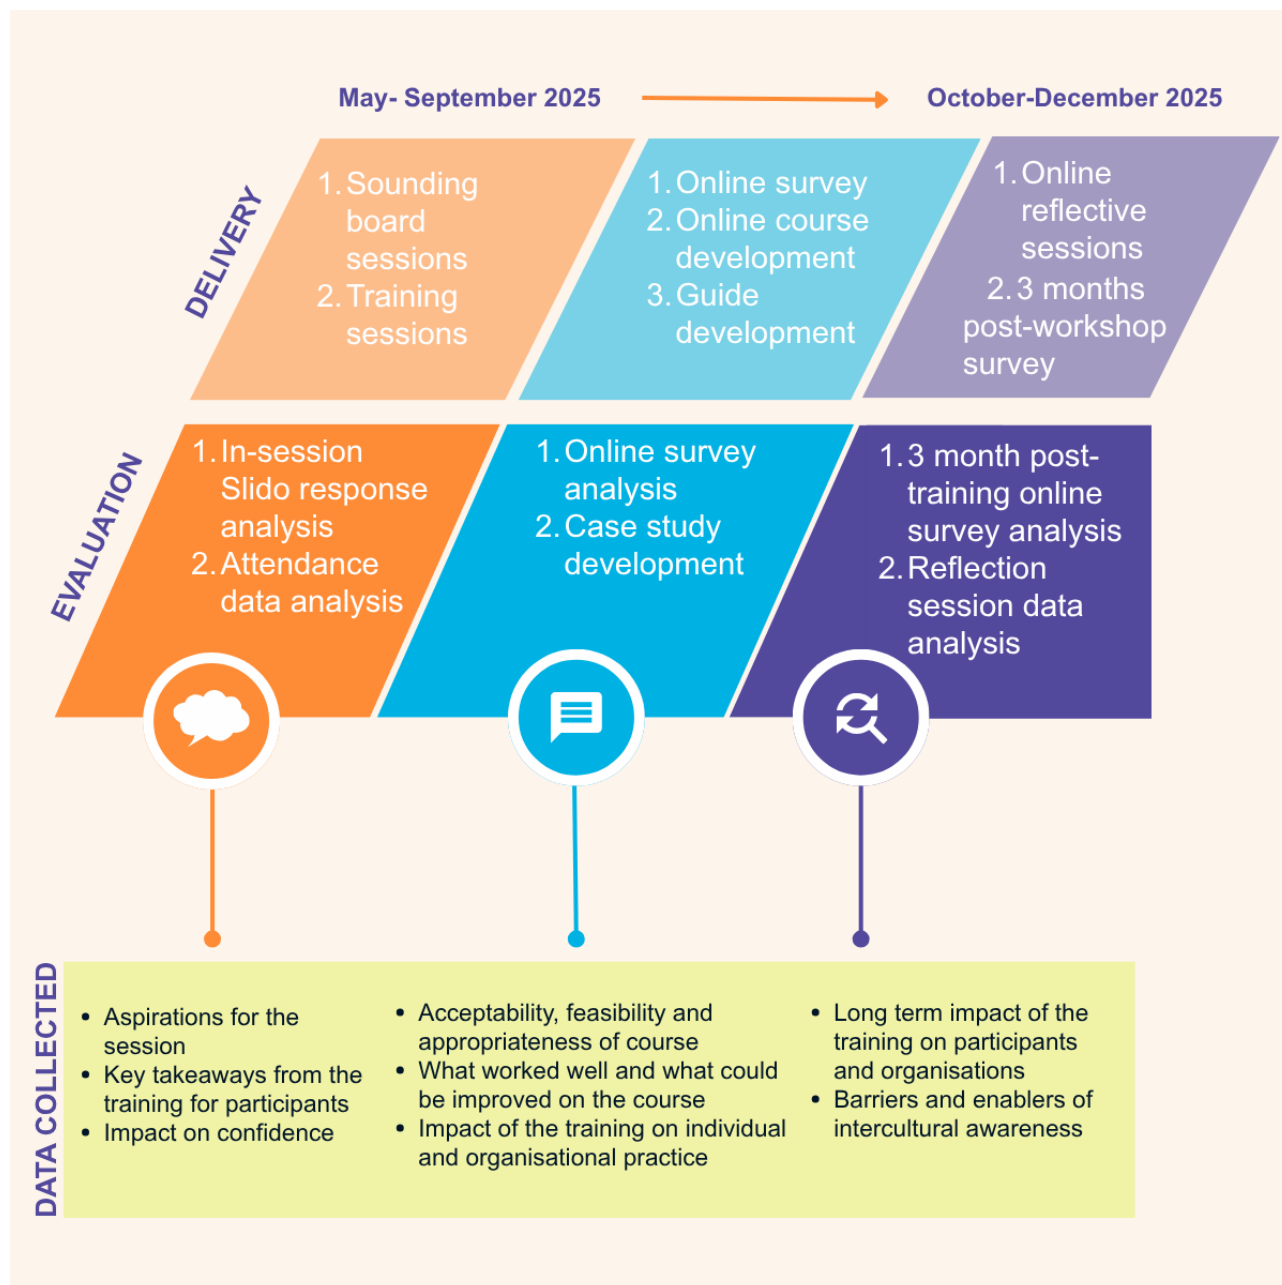 May- September 2025
October-December 2025
DELIVERY
1. Sounding
board
sessions
2. Training
sessions
1. Online survey
2. Online course
development
3. Guide
development
1. Online
reflective
sessions
2. 3 months
post-workshop
survey
EVALUATION
1. In-session
Slido response
analysis
2. Attendance
data analysis
1. Online survey
analysis
2. Case study
development
1. 3 month post-
training online
survey analysis
2. Reflection
session data
analysis
DATA COLLECTED
• Aspirations for the
session
• Key takeaways from the
training for participants
• Impact on confidence
• Acceptability, feasibility and
appropriateness of course
• What worked well and what could
be improved on the course
• Impact of the training on individual
and organisational practice
• Long term impact of the
training on participants
and organisations
• Barriers and enablers of
intercultural awareness